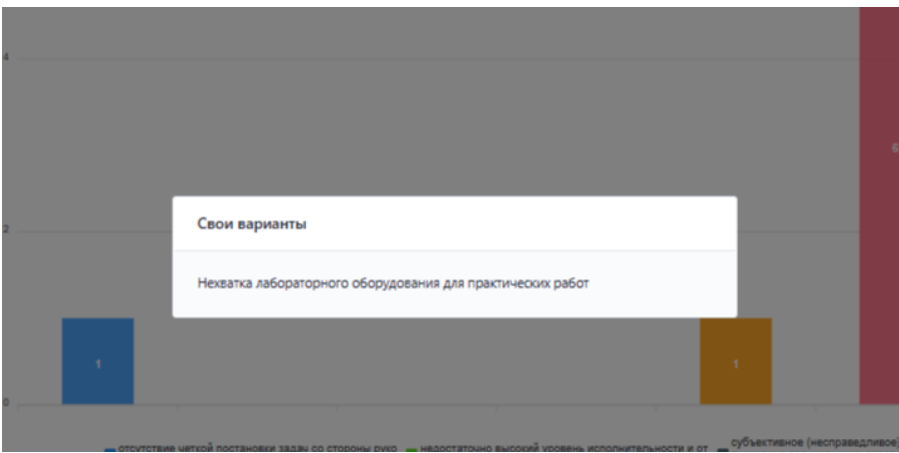 4
6
Свои варианты
2
Нехватка лабораторного оборудования для практических работ
1
1
0
отсутствие четкой постановки задач со стороны руко
недостаточно высокий уровень исполнительности и от
субъективное (несправедливое)